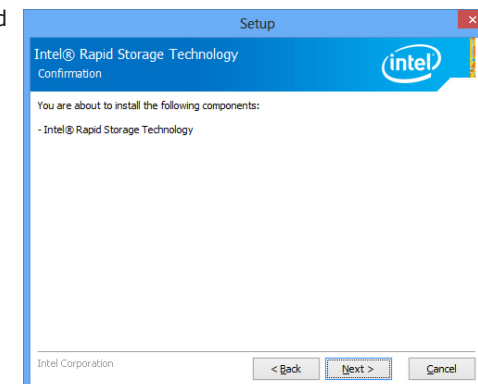 Setup
Intel® Rapid Storage Technology
Confirmation
intel
You are about to install the following components:
- Intel® Rapid Storage Technology
Intel Corporation
< Back Next > Cancel